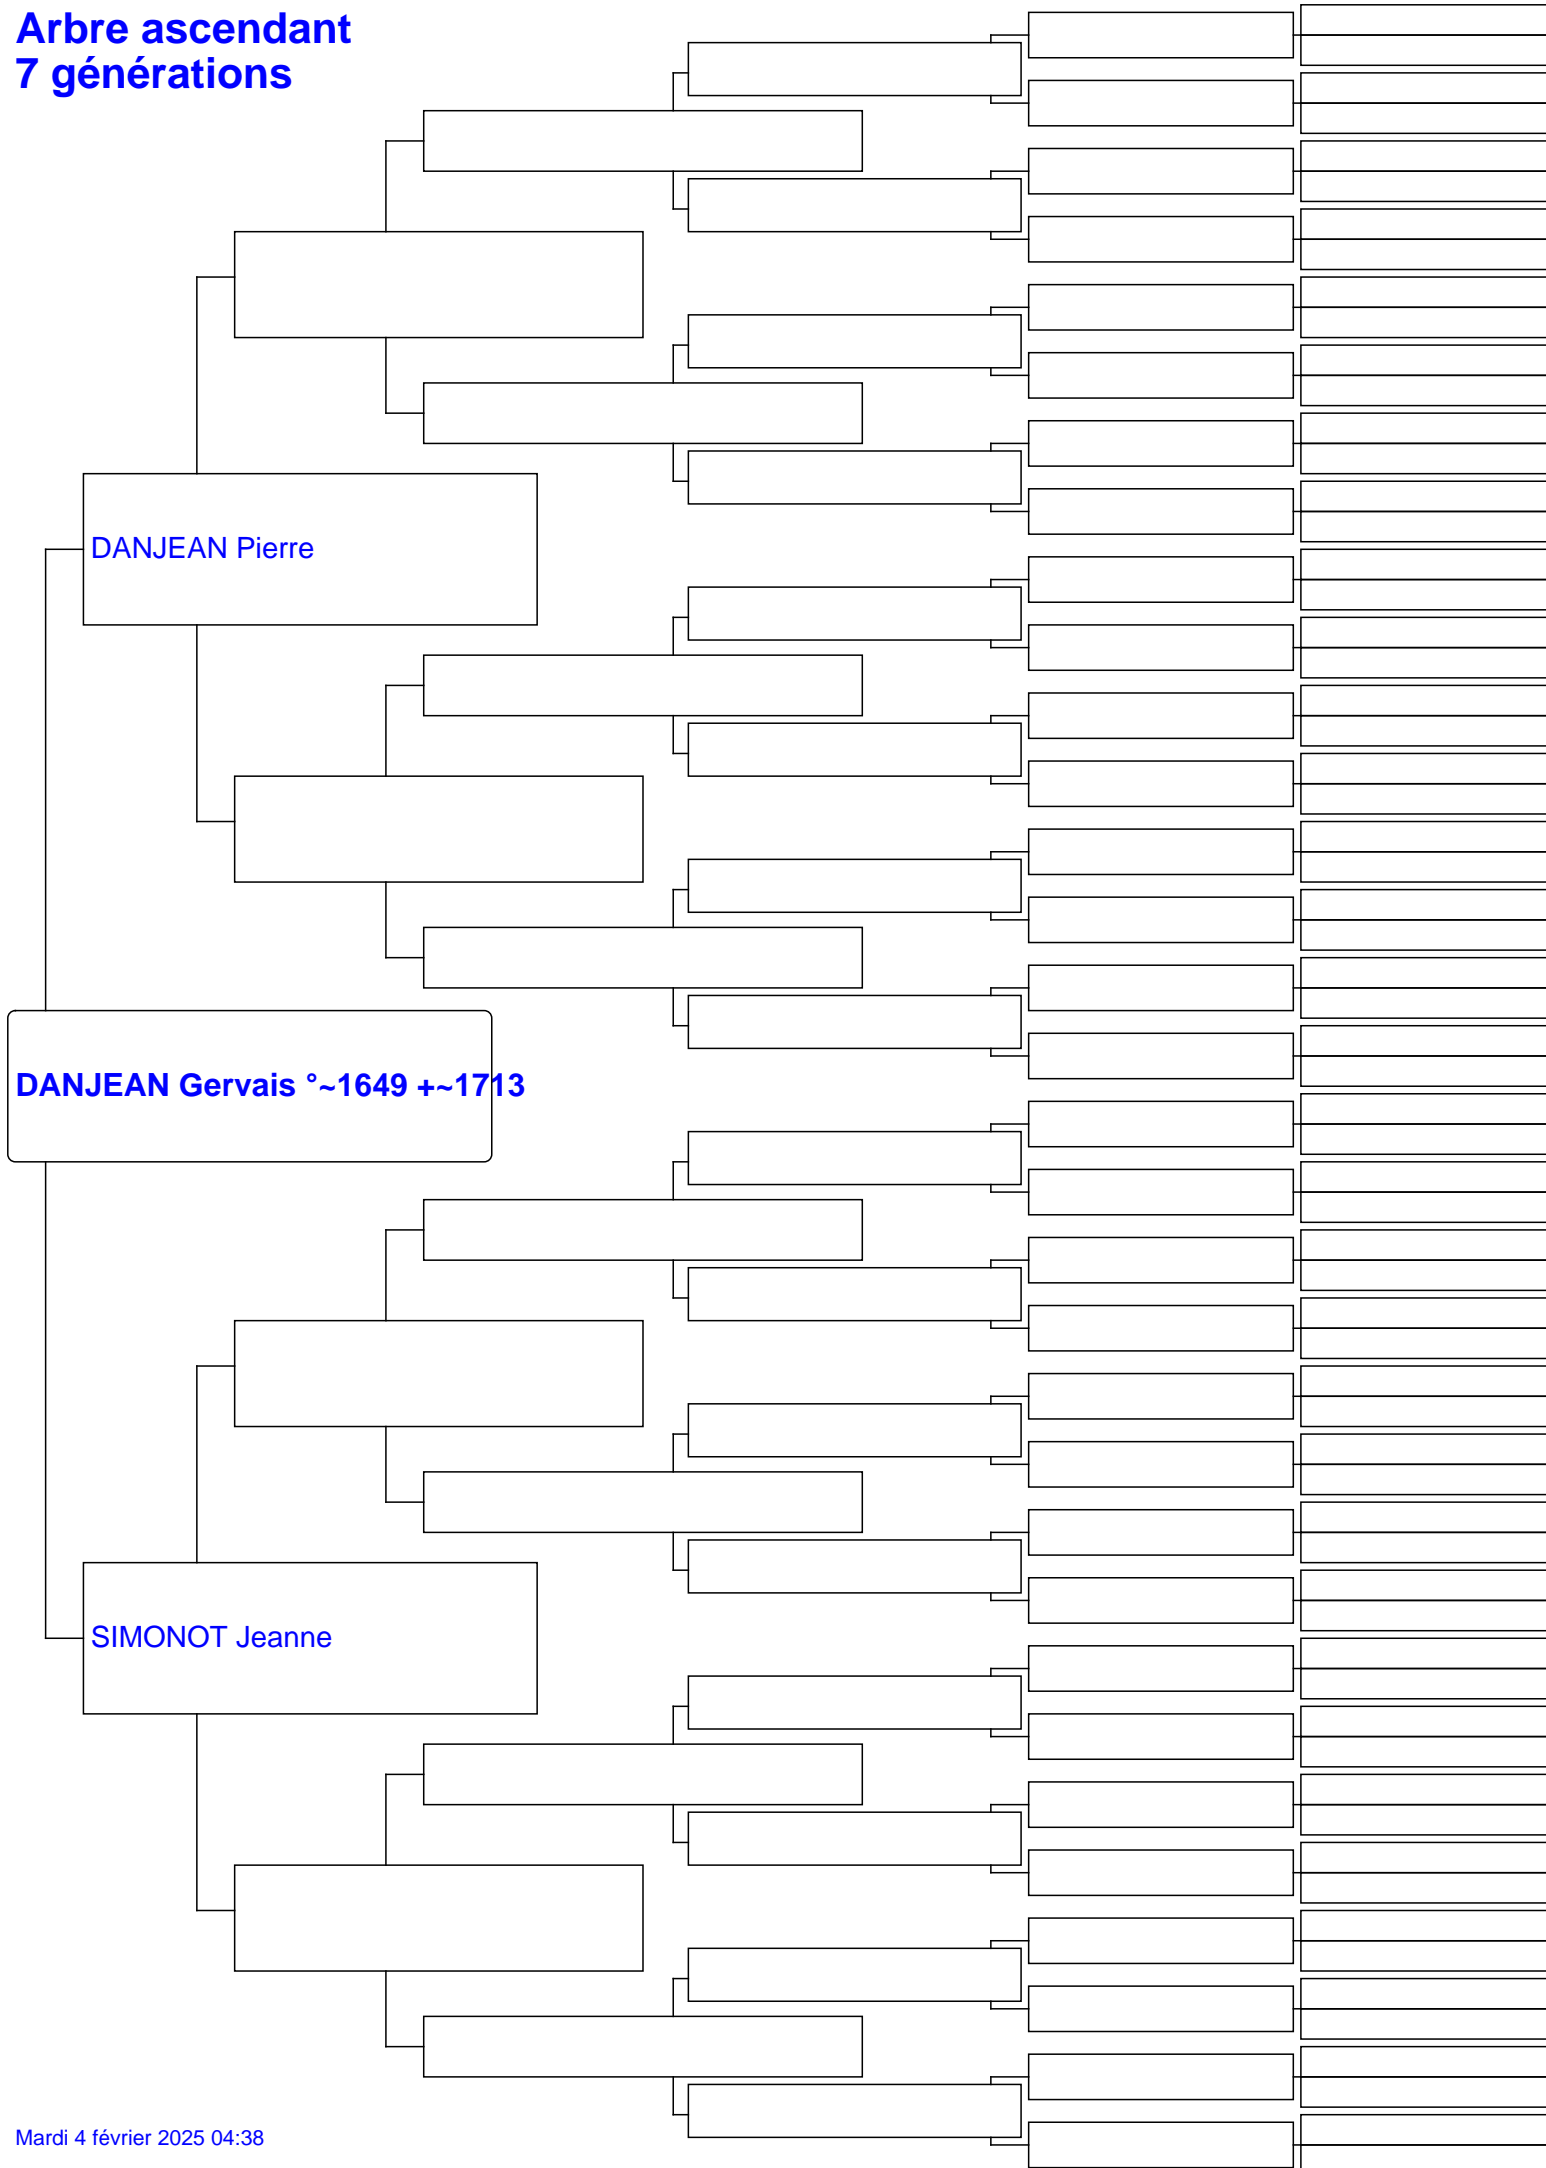 Arbre ascendant
7 générations
DANJEAN Pierre
DANJEAN Gervais °~1649 +~1713
SIMONOT Jeanne
Mardi 4 février 2025 04:38